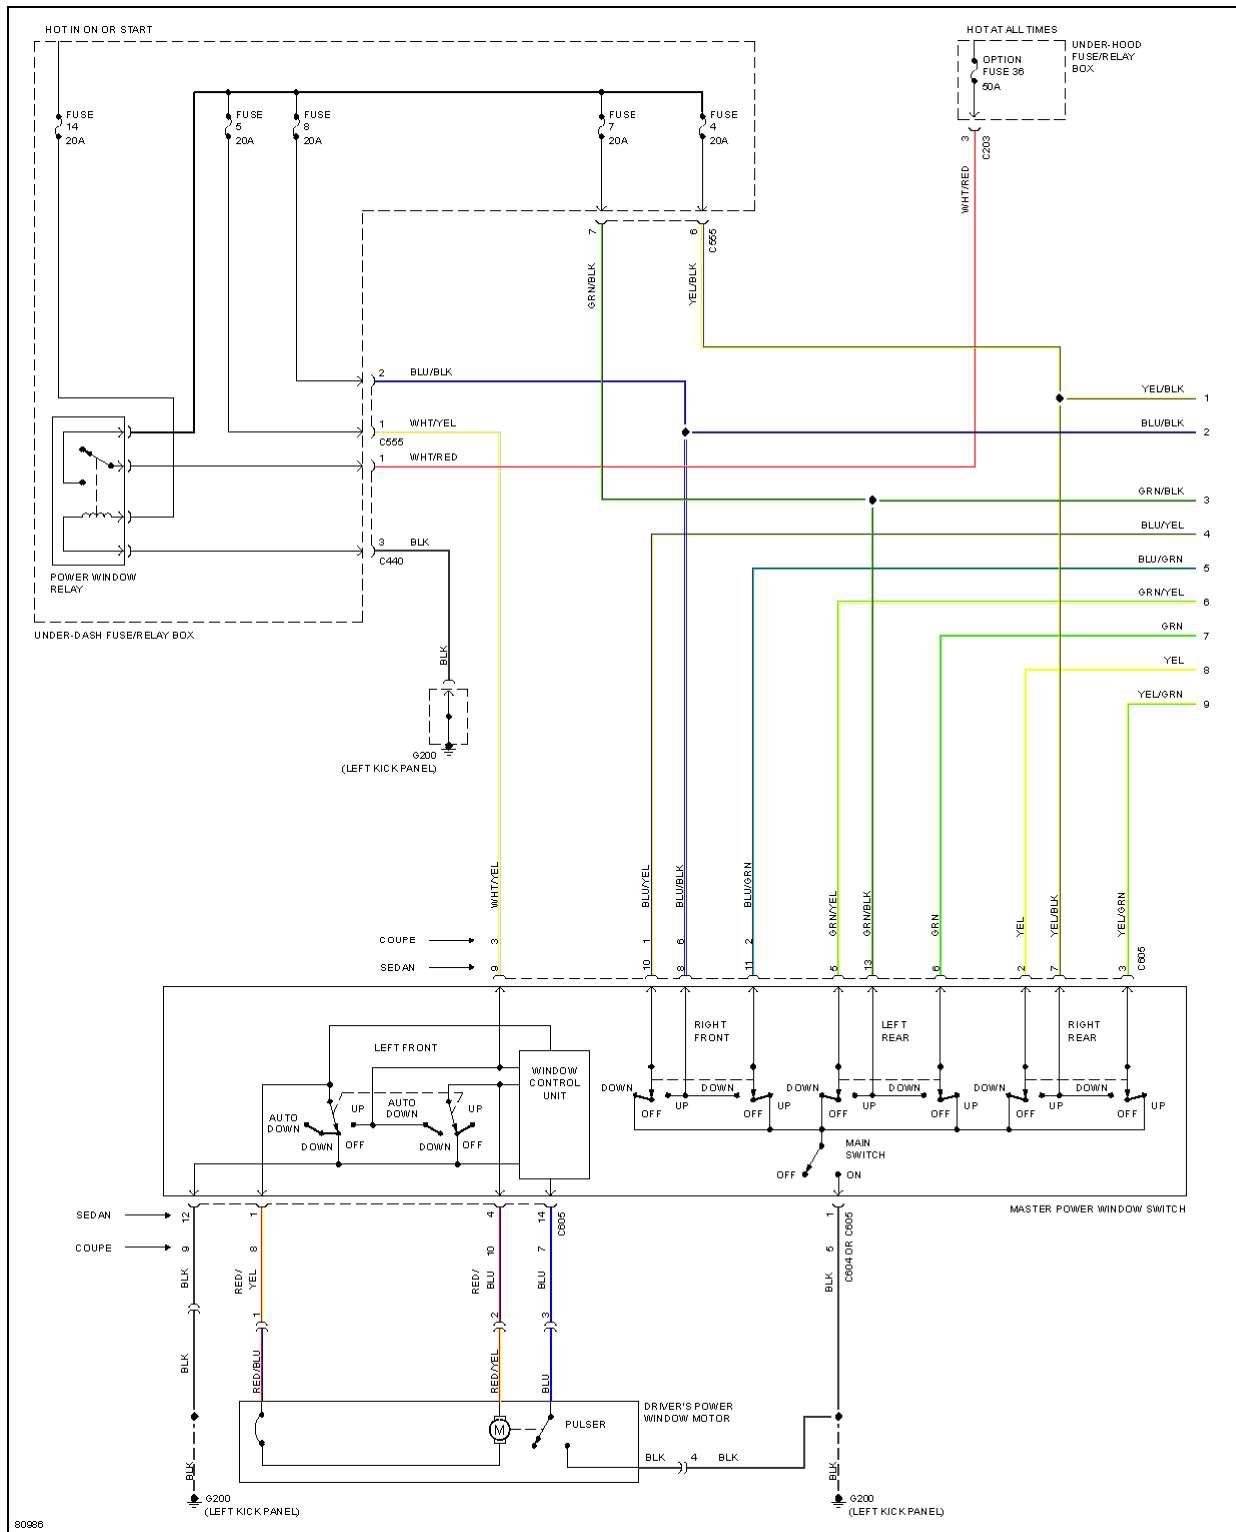 HOT IN ON OR START
HOT AT ALL TIMES
UNDER-HOOD
FUSE/RELAY
BOX
OPTION
FUSE 36
50A
FUSE
14
20A
FUSE
5
20A
FUSE
8
20A
FUSE
7
20A
FUSE
4
20A
3
C203
WHT/RED
7
6
C555
GRN/BLK
YEL/BLK
2
BLU/BLK
1
WHT/YEL
C555
1
WHT/RED
3
BLK
C440
POWER WINDOW
RELAY
UNDER-DASH FUSE/RELAY BOX
YEL/BLK
1
BLU/BLK
2
GRN/BLK
3
BLU/YEL
4
BLU/GRN
5
GRN/YEL
6
GRN
7
YEL
8
YEL/GRN
9
BLK
G200
(LEFT KICK PANEL)
WHT/YEL
BLU/YEL
BLU/BLK
BLU/GRN
GRN/YEL
GRN/BLK
GRN
YEL
YEL/BLK
YEL/GRN
COUPE
3
1
6
2
SEDAN
9
10
8
11
5
13
6
2
7
3
C605
LEFT FRONT
WINDOW
CONTROL
UNIT
RIGHT
FRONT
LEFT
REAR
RIGHT
REAR
AUTO
DOWN
UP
DOWN
OFF
AUTO
DOWN
UP
DOWN
OFF
DOWN
OFF
UP
DOWN
OFF
UP
DOWN
OFF
UP
DOWN
OFF
UP
DOWN
OFF
UP
DOWN
OFF
UP
MAIN
SWITCH
OFF
ON
MASTER POWER WINDOW SWITCH
SEDAN
12
1
4
14
C605
1
COUPE
9
8
10
7
5
C604 OR C605
BLK
RED/
YEL
RED/
BLU
BLU
BLK
1
2
3
BLK
RED/BLU
RED/YEL
BLU
DRIVER'S POWER
WINDOW MOTOR
M
PULSER
BLK
4
BLK
BLK
G200
(LEFT KICK PANEL)
BLK
G200
(LEFT KICK PANEL)
80986